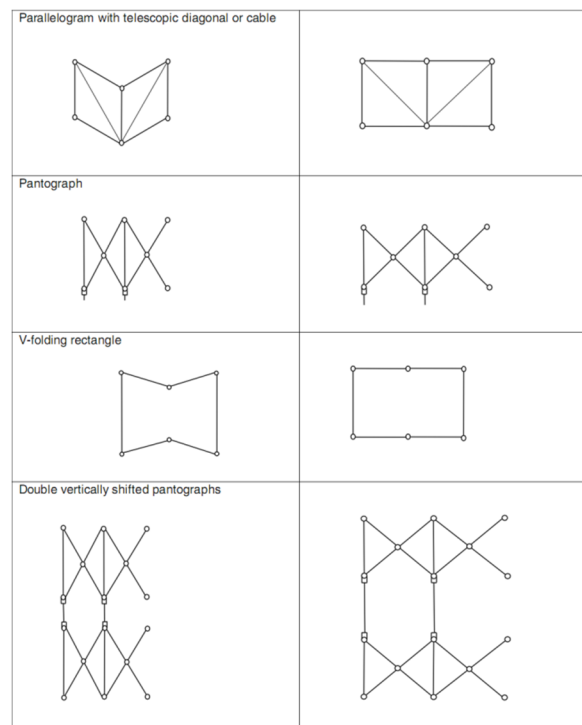 Parallelogram with telescopic diagonal or cable
Pantograph
V-folding rectangle
Double vertically shifted pantographs